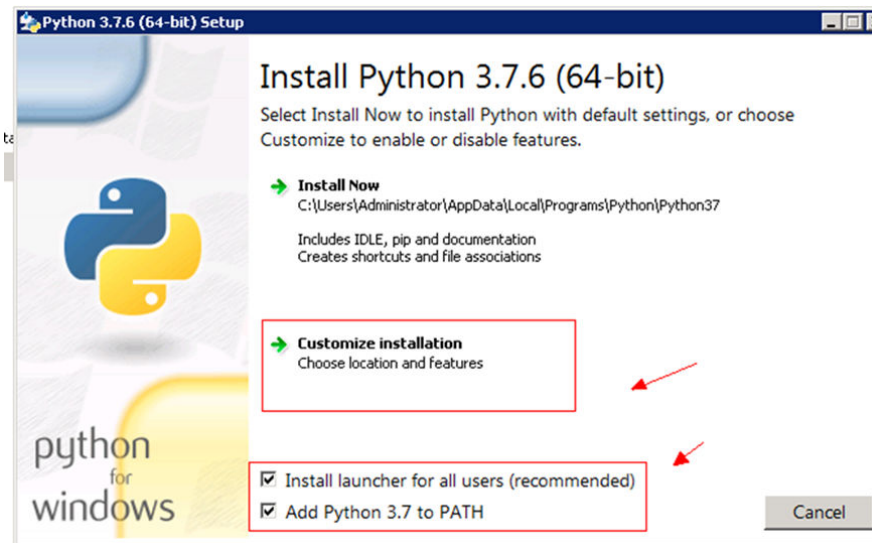 Python 3.7.6 (64-bit) Setup
Install Python 3.7.6 (64-bit)
Select Install Now to install Python with default settings, or choose
Customize to enable or disable features.
Install Now
C:\Users\Administrator\AppData\Local\Programs\Python\Python37
Includes IDLE, pip and documentation
Creates shortcuts and file associations
Customize installation
Choose location and features
python
for
windows
Install launcher for all users (recommended)
Add Python 3.7 to PATH
Cancel